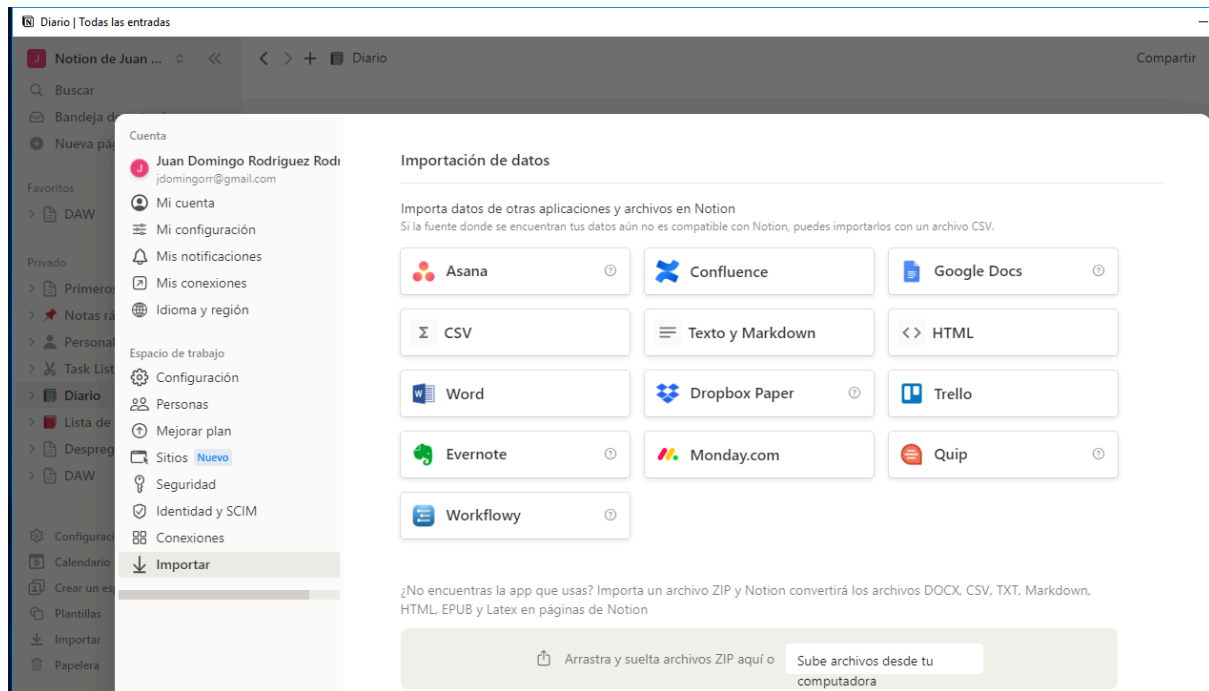 Diario | Todas las entradas
Notion de Juan ...
Diario
Compartir
Buscar
Bandeja de
Nueva pá
Favoritos
DAW
Privado
Primeros
Notas rá
Personal
Task List
Diario
Lista de
Despreg
DAW
Configuraci
Calendario
Crear un es
Plantillas
Importar
Papelera
Cuenta
Juan Domingo Rodriguez Rodr
jdomingorr@gmail.com
Mi cuenta
Mi configuración
Mis notificaciones
Mis conexiones
Idioma y región
Espacio de trabajo
Configuración
Personas
Mejorar plan
Sitios Nuevo
Seguridad
Identidad y SCIM
Conexiones
Importar
Importación de datos
Importa datos de otras aplicaciones y archivos en Notion
Si la fuente donde se encuentran tus datos aún no es compatible con Notion, puedes importarlos con un archivo CSV.
Asana
Confluence
Google Docs
CSV
Texto y Markdown
HTML
Word
Dropbox Paper
Trello
Evernote
Monday.com
Quip
Workflowy
¿No encuentras la app que usas? Importa un archivo ZIP y Notion convertirá los archivos DOCX, CSV, TXT, Markdown,
HTML, EPUB y Latex en páginas de Notion
Arrastra y suelta archivos ZIP aquí o
Sube archivos desde tu
computadora